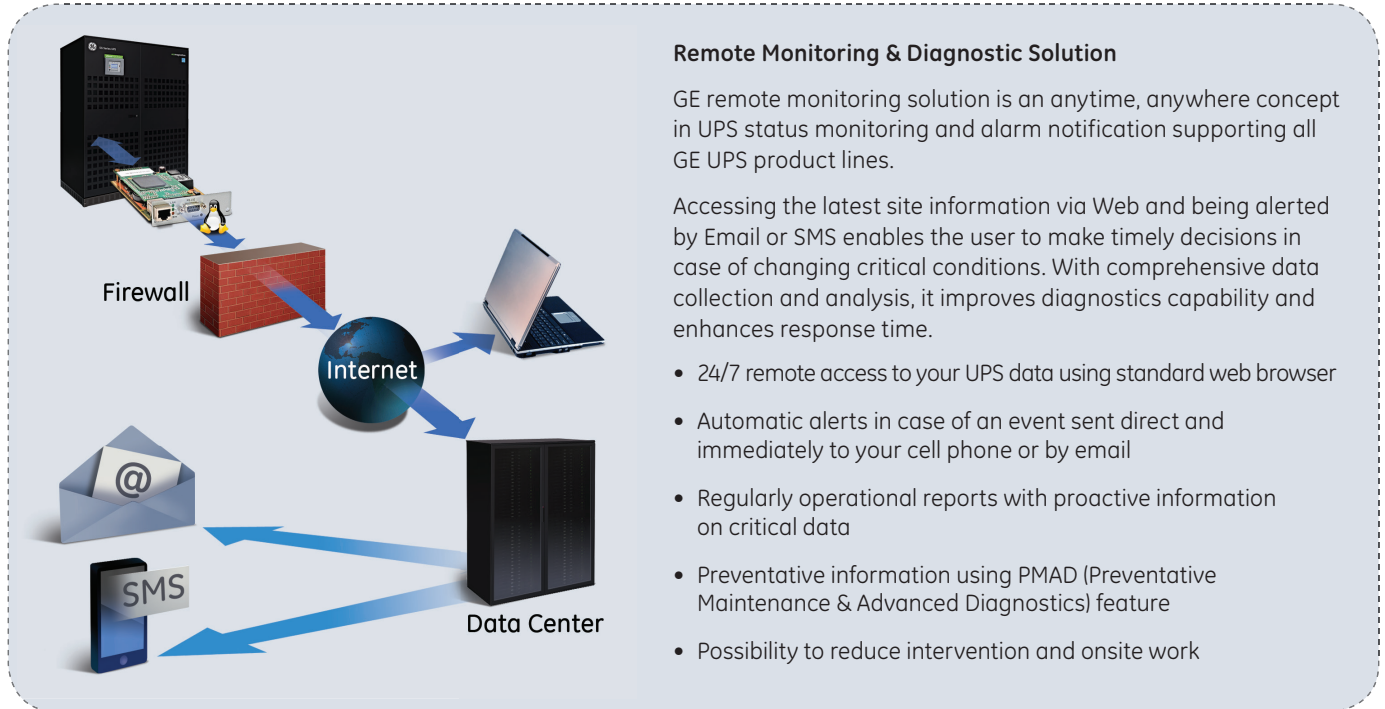 Firewall
Internet
@
SMS
Data Center
Remote Monitoring & Diagnostic Solution
GE remote monitoring solution is an anytime, anywhere concept
in UPS status monitoring and alarm notification supporting all
GE UPS product lines.
Accessing the latest site information via Web and being alerted
by Email or SMS enables the user to make timely decisions in
case of changing critical conditions. With comprehensive data
collection and analysis, it improves diagnostics capability and
enhances response time.
• 24/7 remote access to your UPS data using standard web browser
• Automatic alerts in case of an event sent direct and
immediately to your cell phone or by email
• Regularly operational reports with proactive information
on critical data
• Preventative information using PMAD (Preventative
Maintenance & Advanced Diagnostics) feature
• Possibility to reduce intervention and onsite work